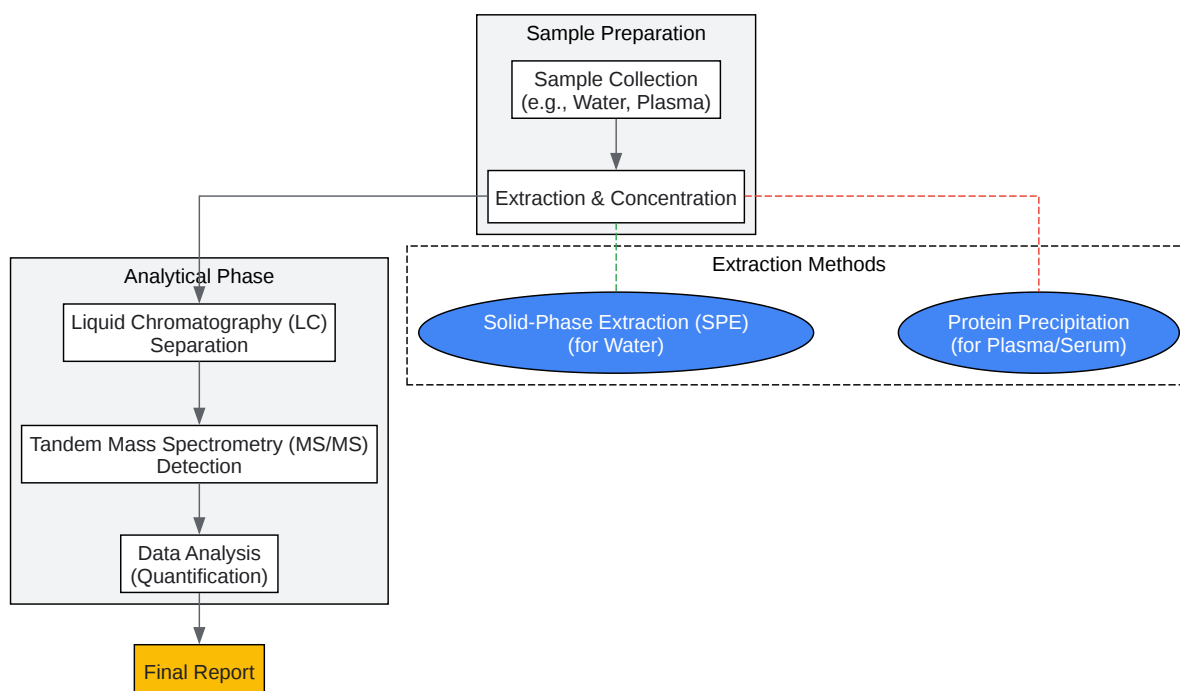 Sample Preparation
Sample Collection
(e.g., Water, Plasma)
Extraction & Concentration
Extraction Methods
Solid-Phase Extraction (SPE)
(for Water)
Protein Precipitation
(for Plasma/Serum)
Analytical Phase
Liquid Chromatography (LC)
Separation
Tandem Mass Spectrometry (MS/MS)
Detection
Data Analysis
(Quantification)
Final Report